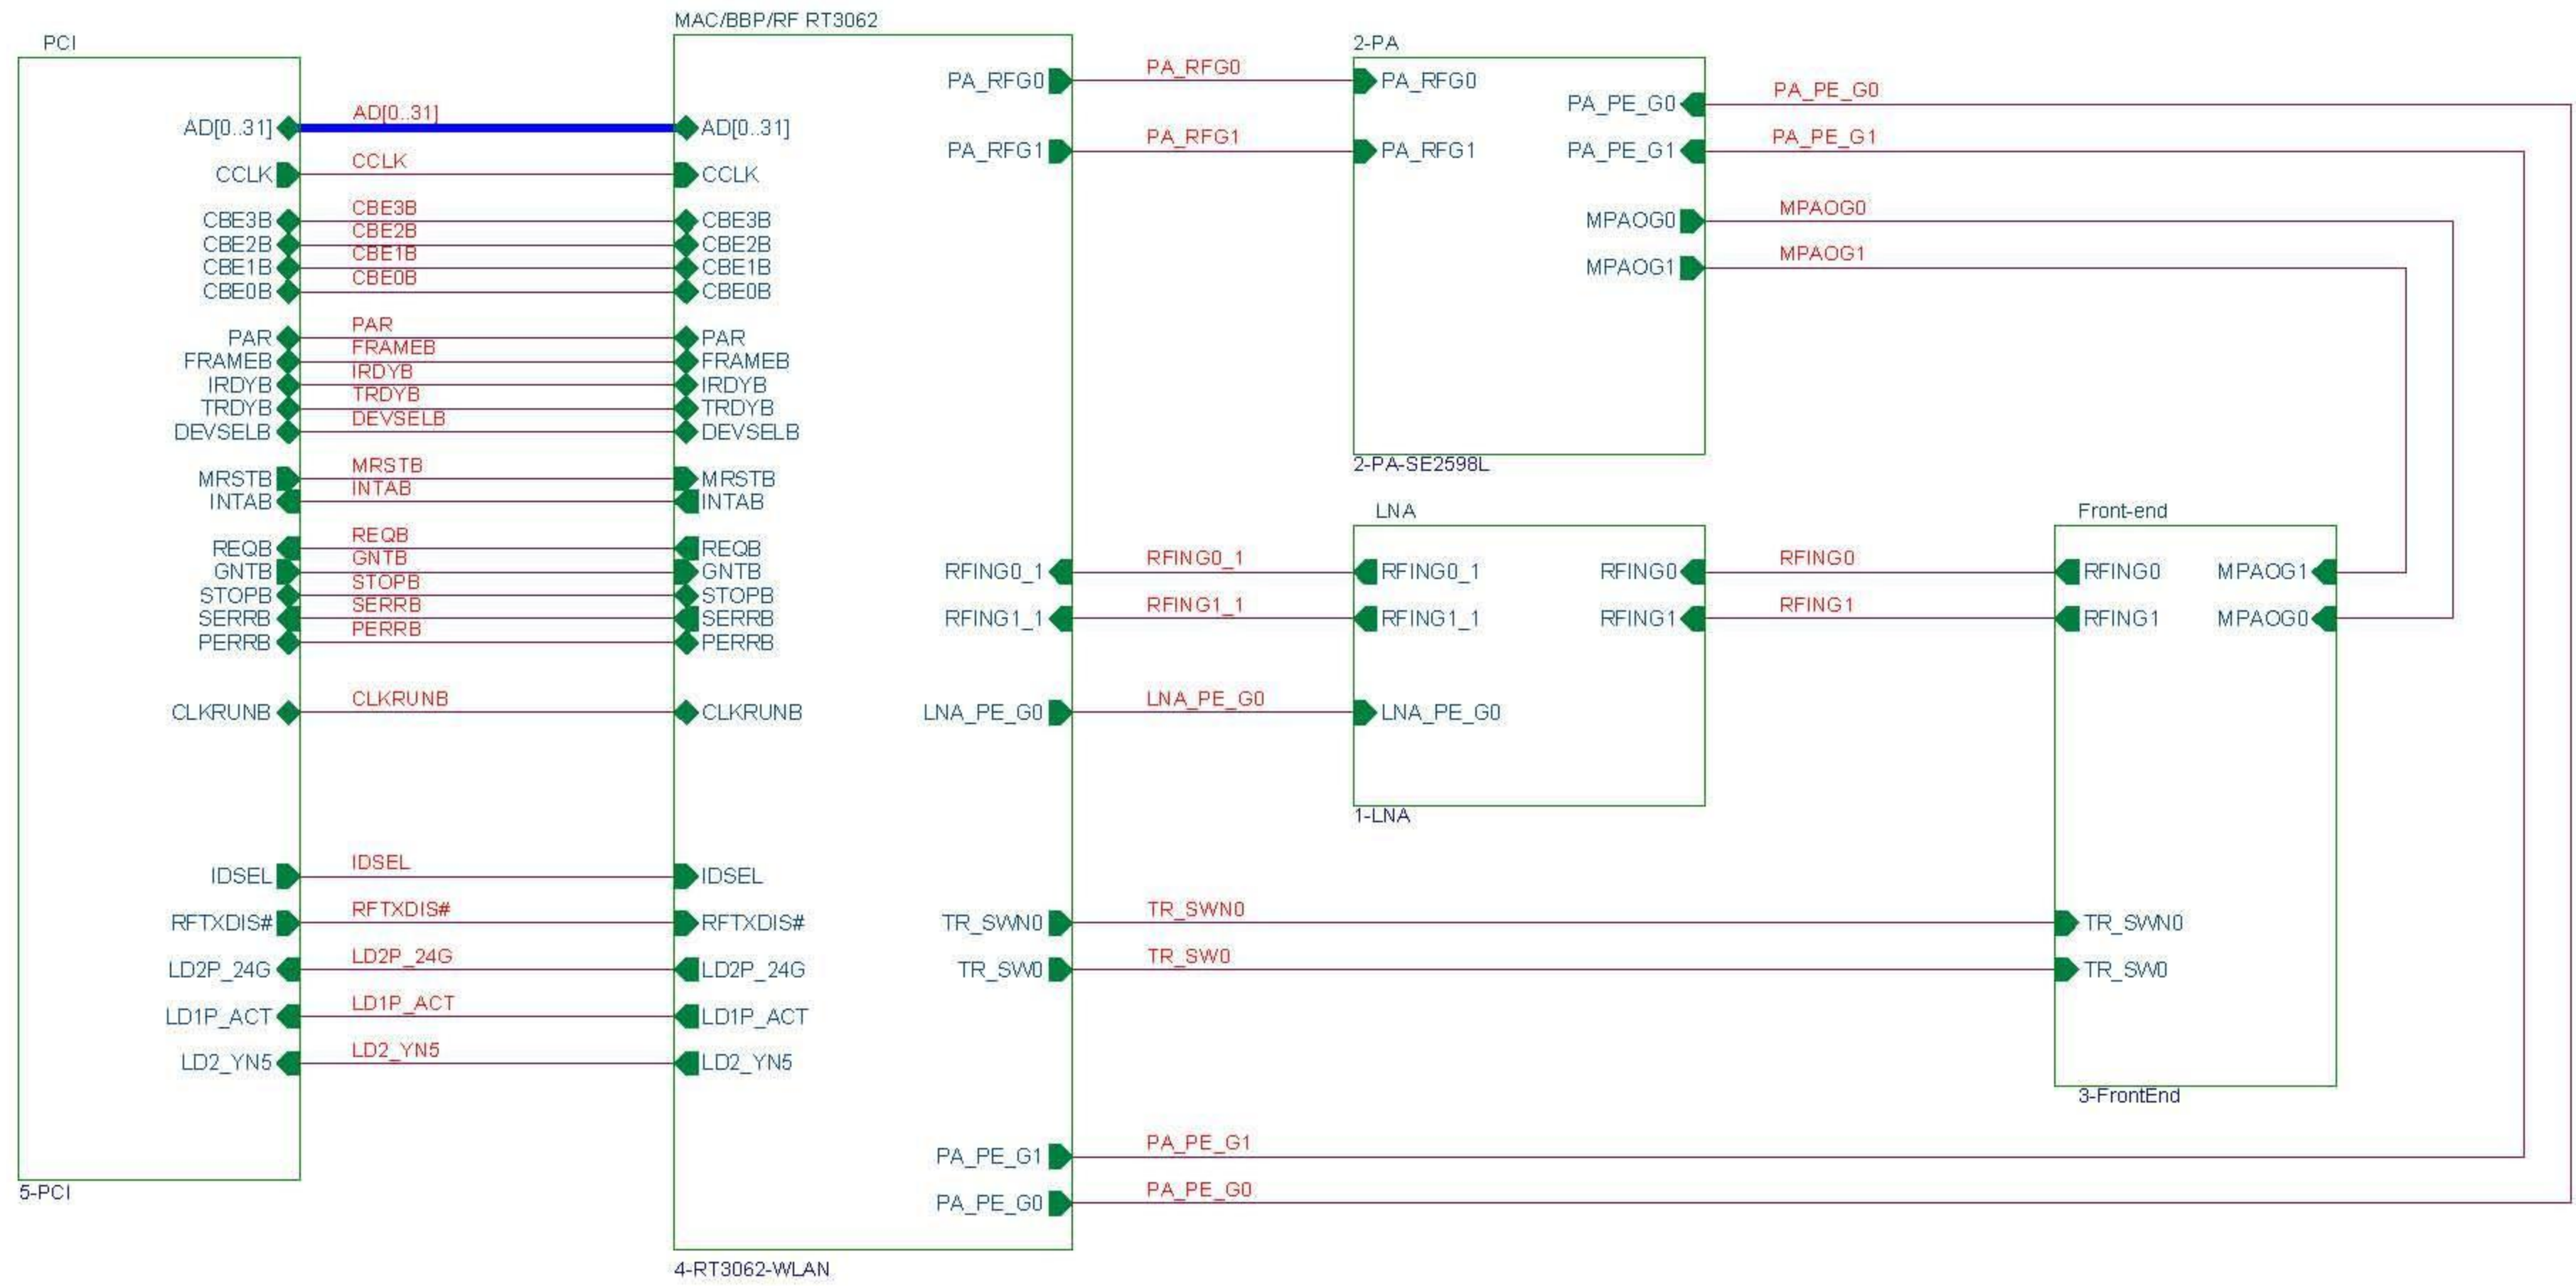 PCI
AD[0..31]
CCLK
CBE3B
CBE2B
CBE1B
CBE0B
PAR
FRAMEB
IRDYB
TRDYB
DEVSELB
MRSTB
INTAB
REQB
GNTB
STOPB
SERRB
PERRB
CLKRUNB
IDSEL
RFTXDIS#
LD2P_24G
LD1P_ACT
LD2_YN5
5-PCI
AD[0..31]
CCLK
CBE3B
CBE2B
CBE1B
CBE0B
PAR
FRAMEB
IRDYB
TRDYB
DEVSELB
MRSTB
INTAB
REQB
GNTB
STOPB
SERRB
PERRB
CLKRUNB
IDSEL
RFTXDIS#
LD2P_24G
LD1P_ACT
LD2_YN5
MAC/BBP/RF RT3062
AD[0..31]
CCLK
CBE3B
CBE2B
CBE1B
CBE0B
PAR
FRAMEB
IRDYB
TRDYB
DEVSELB
MRSTB
INTAB
REQB
GNTB
STOPB
SERRB
PERRB
CLKRUNB
IDSEL
RFTXDIS#
LD2P_24G
LD1P_ACT
LD2_YN5
PA_RFG0
PA_RFG1
RFING0_1
RFING1_1
LNA_PE_G0
TR_SWN0
TR_SW0
PA_PE_G1
PA_PE_G0
4-RT3062-WLAN
PA_RFG0
PA_RFG1
RFING0_1
RFING1_1
LNA_PE_G0
TR_SWN0
TR_SW0
PA_PE_G1
PA_PE_G0
2-PA
PA_RFG0
PA_RFG1
PA_PE_G0
PA_PE_G1
MPAOG0
MPAOG1
2-PA-SE2598L
PA_PE_G0
PA_PE_G1
MPAOG0
MPAOG1
LNA
RFING0_1
RFING1_1
LNA_PE_G0
RFING0
RFING1
1-LNA
RFING0
RFING1
Front-end
RFING0
RFING1
MPAOG1
MPAOG0
TR_SWN0
TR_SW0
3-FrontEnd